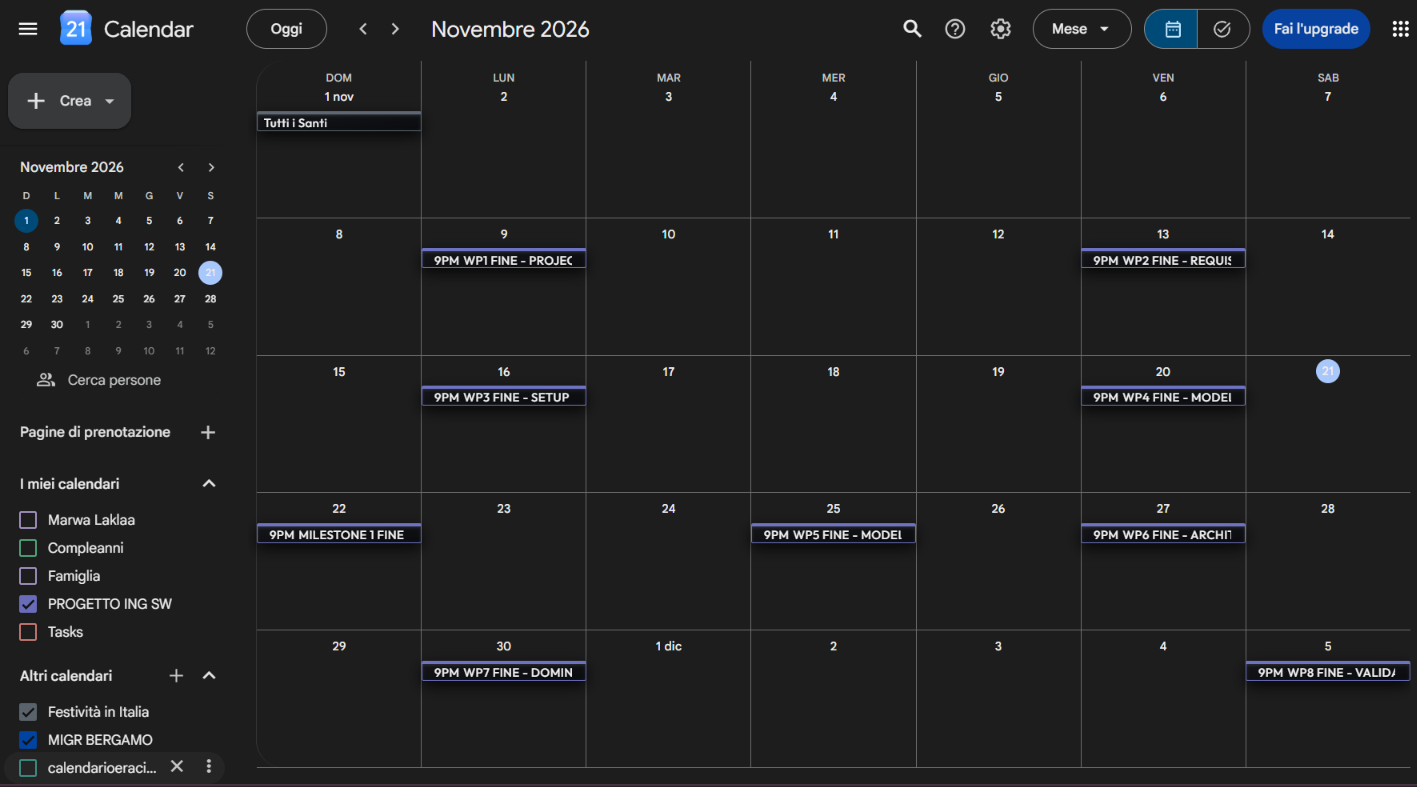 21 Calendar Oggi Novembre 2026 Mese Fai l'upgrade
Crea
Novembre 2026
D L M M G V S
1 2 3 4 5 6 7
8 9 10 11 12 13 14
15 16 17 18 19 20 21
22 23 24 25 26 27 28
29 30 1 2 3 4 5
6 7 8 9 10 11 12
Cerca persone
Pagine di prenotazione
I miei calendari
Marwa Laklaa
Compleanni
Famiglia
PROGETTO ING SW
Tasks
Altri calendari
Festività in Italia
MIGR BERGAMO
calendarioeraci...
DOM LUN MAR MER GIO VEN SAB
1 nov 2 3 4 5 6 7
Tutti i Santi
8 9 10 11 12 13 14
9PM WP1 FINE - PROJEC 9PM WP2 FINE - REQUIS
15 16 17 18 19 20 21
9PM WP3 FINE - SETUP 9PM WP4 FINE - MODEL
22 23 24 25 26 27 28
9PM MILESTONE 1 FINE 9PM WP5 FINE - MODEL 9PM WP6 FINE - ARCHIT
29 30 1 dic 2 3 4 5
9PM WP7 FINE - DOMIN 9PM WP8 FINE - VALIDA